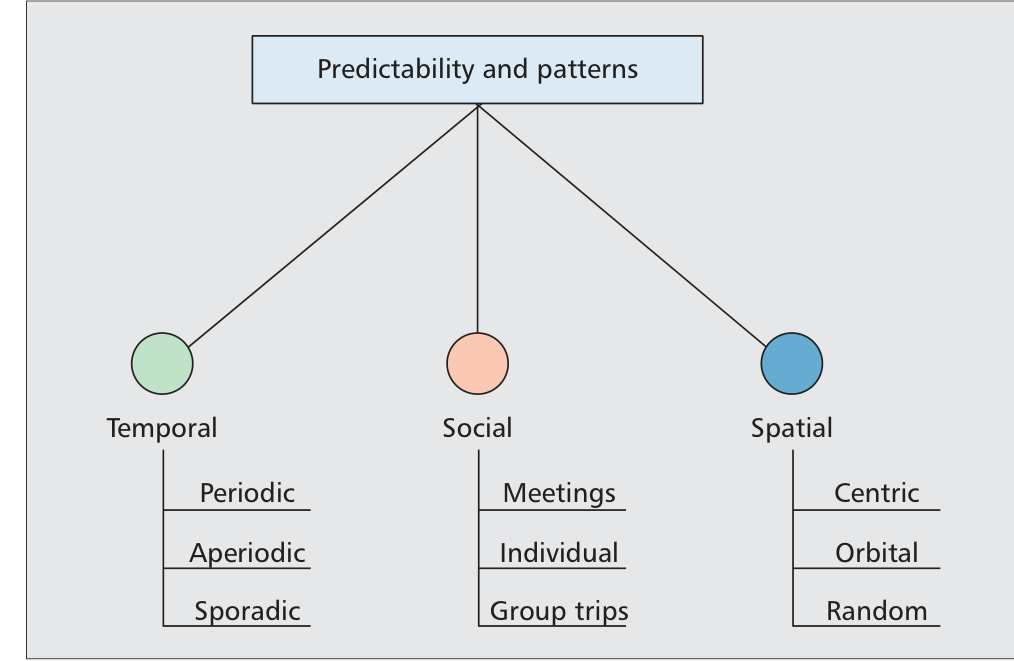 Predictability and patterns
Temporal
Periodic
Aperiodic
Sporadic
Social
Meetings
Individual
Group trips
Spatial
Centric
Orbital
Random